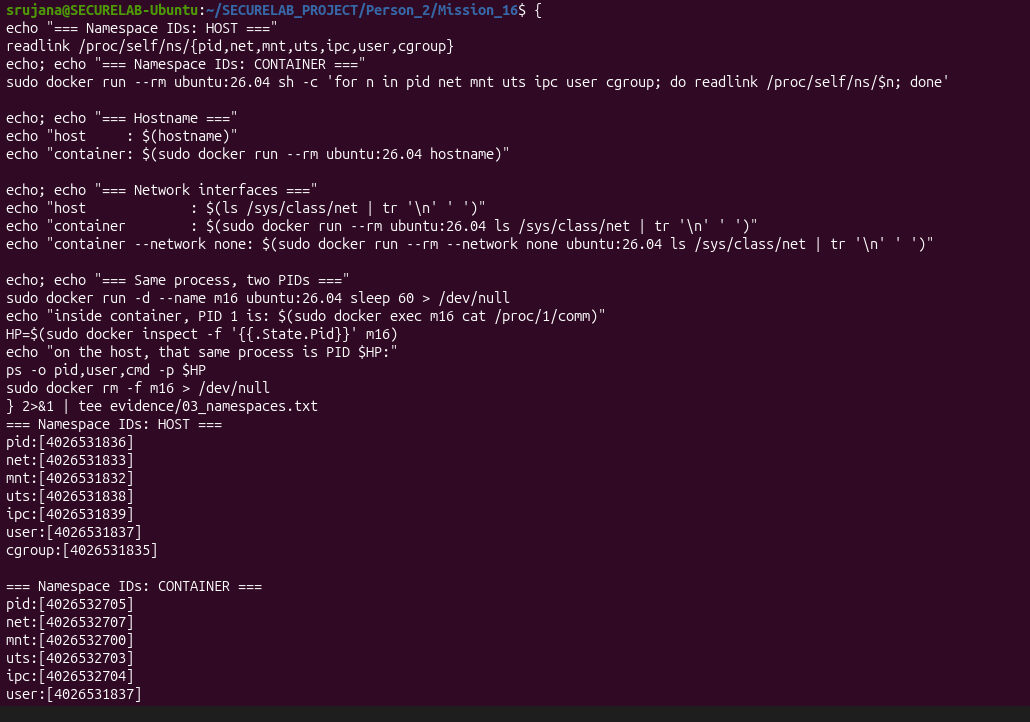 srujana@SECURELAB-Ubuntu:~/SECURELAB_PROJECT/Person_2/Mission_16$ {
echo "=== Namespace IDs: HOST ==="
readlink /proc/self/ns/{pid,net,mnt,uts,ipc,user,cgroup}
echo; echo "=== Namespace IDs: CONTAINER ==="
sudo docker run --rm ubuntu:26.04 sh -c 'for n in pid net mnt uts ipc user cgroup; do readlink /proc/self/ns/$n; done'

echo; echo "=== Hostname ==="
echo "host     : $(hostname)"
echo "container: $(sudo docker run --rm ubuntu:26.04 hostname)"

echo; echo "=== Network interfaces ==="
echo "host             : $(ls /sys/class/net | tr '\n' ' ')"
echo "container        : $(sudo docker run --rm ubuntu:26.04 ls /sys/class/net | tr '\n' ' ')"
echo "container --network none: $(sudo docker run --rm --network none ubuntu:26.04 ls /sys/class/net | tr '\n' ' ')"

echo; echo "=== Same process, two PIDs ==="
sudo docker run -d --name m16 ubuntu:26.04 sleep 60 > /dev/null
echo "inside container, PID 1 is: $(sudo docker exec m16 cat /proc/1/comm)"
HP=$(sudo docker inspect -f '{{.State.Pid}}' m16)
echo "on the host, that same process is PID $HP:"
ps -o pid,user,cmd -p $HP
sudo docker rm -f m16 > /dev/null
} 2>&1 | tee evidence/03_namespaces.txt
=== Namespace IDs: HOST ===
pid:[4026531836]
net:[4026531833]
mnt:[4026531832]
uts:[4026531838]
ipc:[4026531839]
user:[4026531837]
cgroup:[4026531835]

=== Namespace IDs: CONTAINER ===
pid:[4026532705]
net:[4026532707]
mnt:[4026532700]
uts:[4026532703]
ipc:[4026532704]
user:[4026531837]